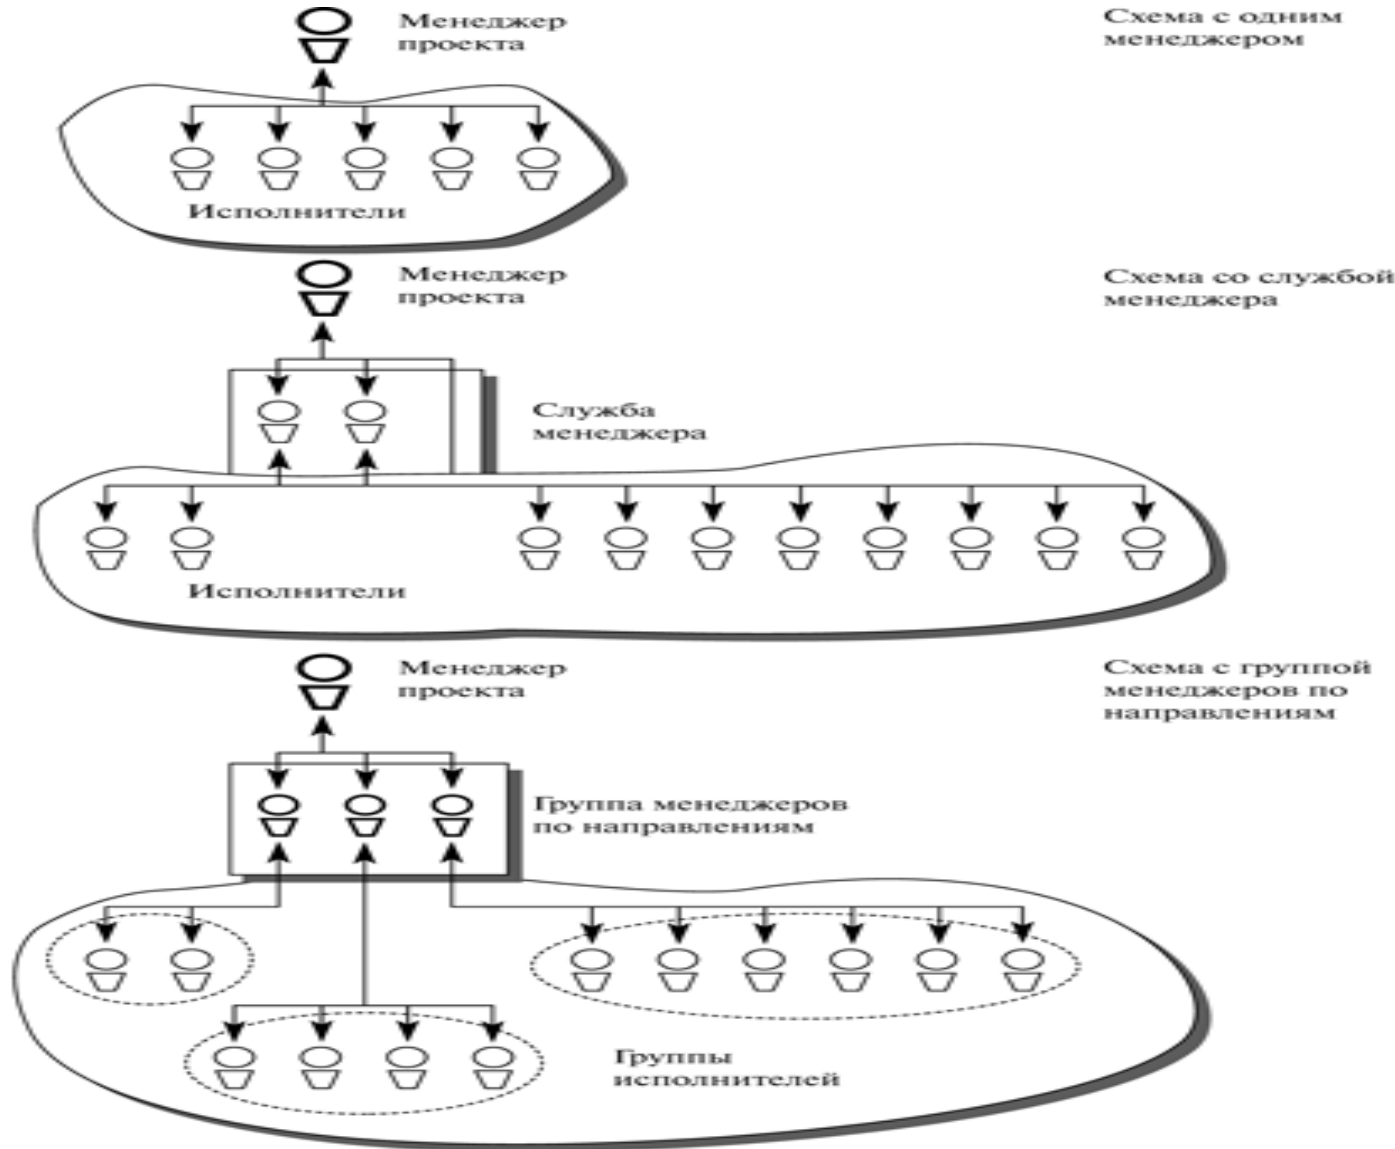 Менеджер
проекта
Схема с одним
менеджером
Исполнители
Менеджер
проекта
Схема со службой
менеджера
Служба
менеджера
Исполнители
Менеджер
проекта
Схема с группой
менеджеров по
направлениям
Группа менеджеров
по направлениям
Группы
исполнителей